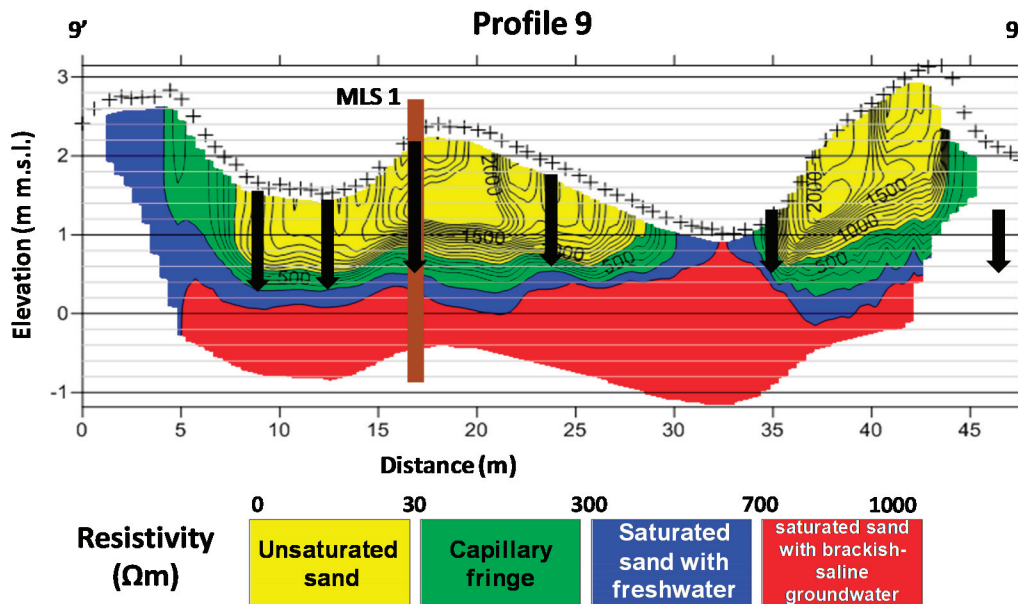 Profile 9
9’
9
MLS 1
3
2
1
0
-1
Elevation (m m.s.l.)
2000
1500
500
500
2000
1500
1000
500
0 5 10 15 20 25 30 35 40 45
Distance (m)
0 30 300 700 1000
Resistivity
(Ωm)
Unsaturated
sand
Capillary
fringe
Saturated
sand with
freshwater
saturated sand
with brackish-
saline
groundwater